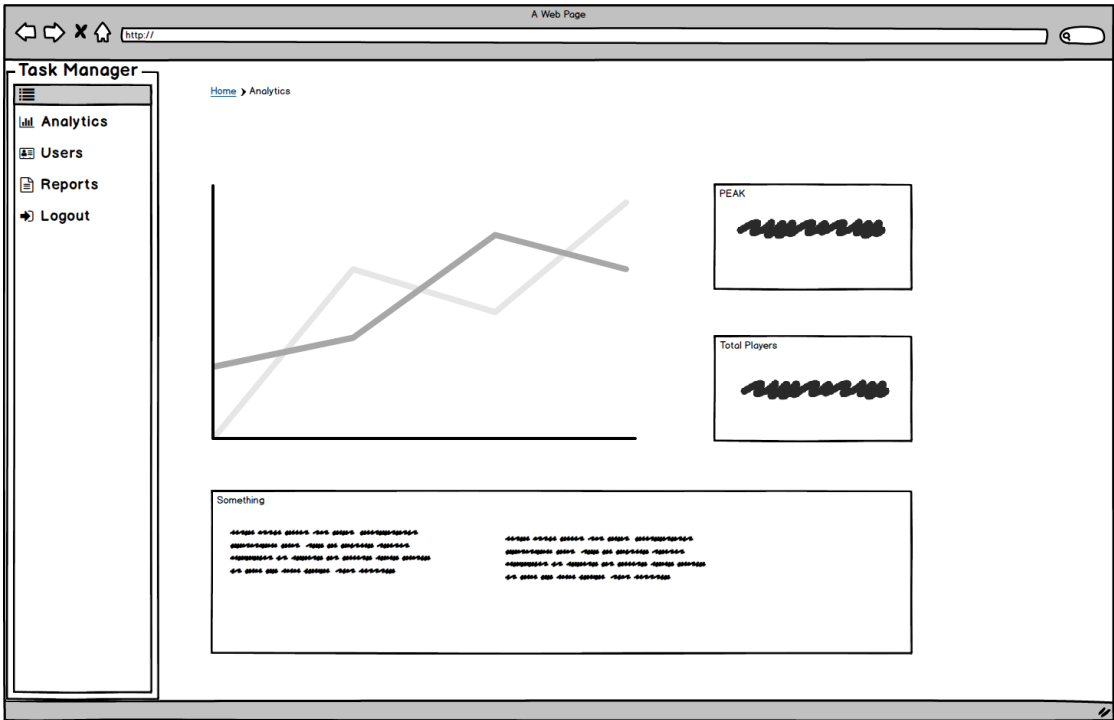 A Web Page
http://
Task Manager
Home > Analytics
Analytics
Users
Reports
Logout
PEAK
Total Players
Something